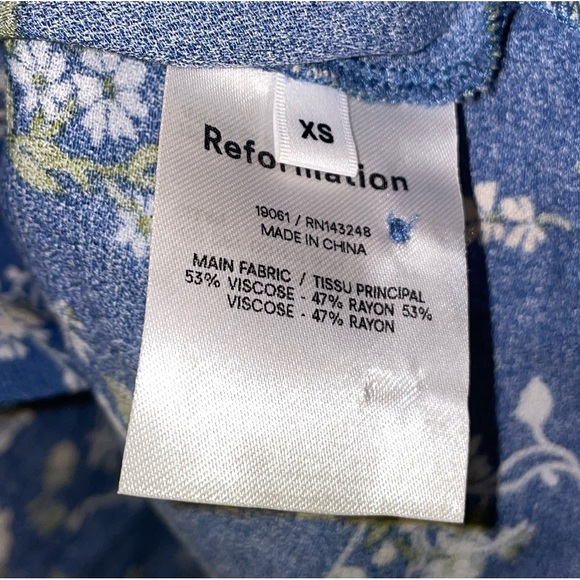 XS
Reformation
19061 / RN143248
MADE IN CHINA
MAIN FABRIC / TISSU PRINCIPAL
53% VISCOSE - 47% RAYON 53%
VISCOSE - 47% RAYON